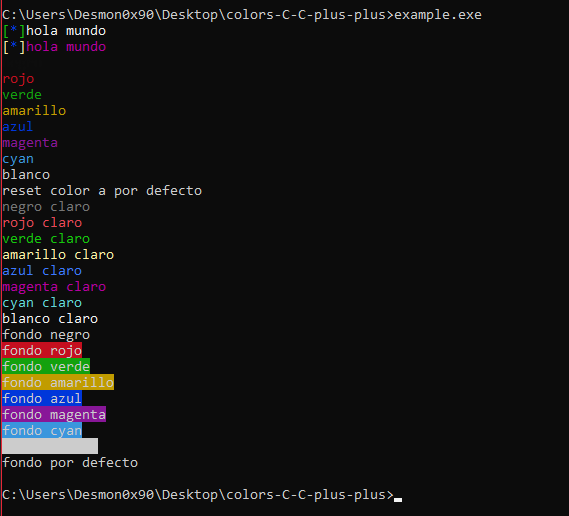 C:\Users\Desmon0x90\Desktop\colors-C-C-plus-plus>example.exe
[*]hola mundo
[*]hola mundo
rojo
verde
amarillo
azul
magenta
cyan
blanco
reset color a por defecto
negro claro
rojo claro
verde claro
amarillo claro
azul claro
magenta claro
cyan claro
blanco claro
fondo negro
fondo rojo
fondo verde
fondo amarillo
fondo azul
fondo magenta
fondo cyan
fondo por defecto
C:\Users\Desmon0x90\Desktop\colors-C-C-plus-plus>